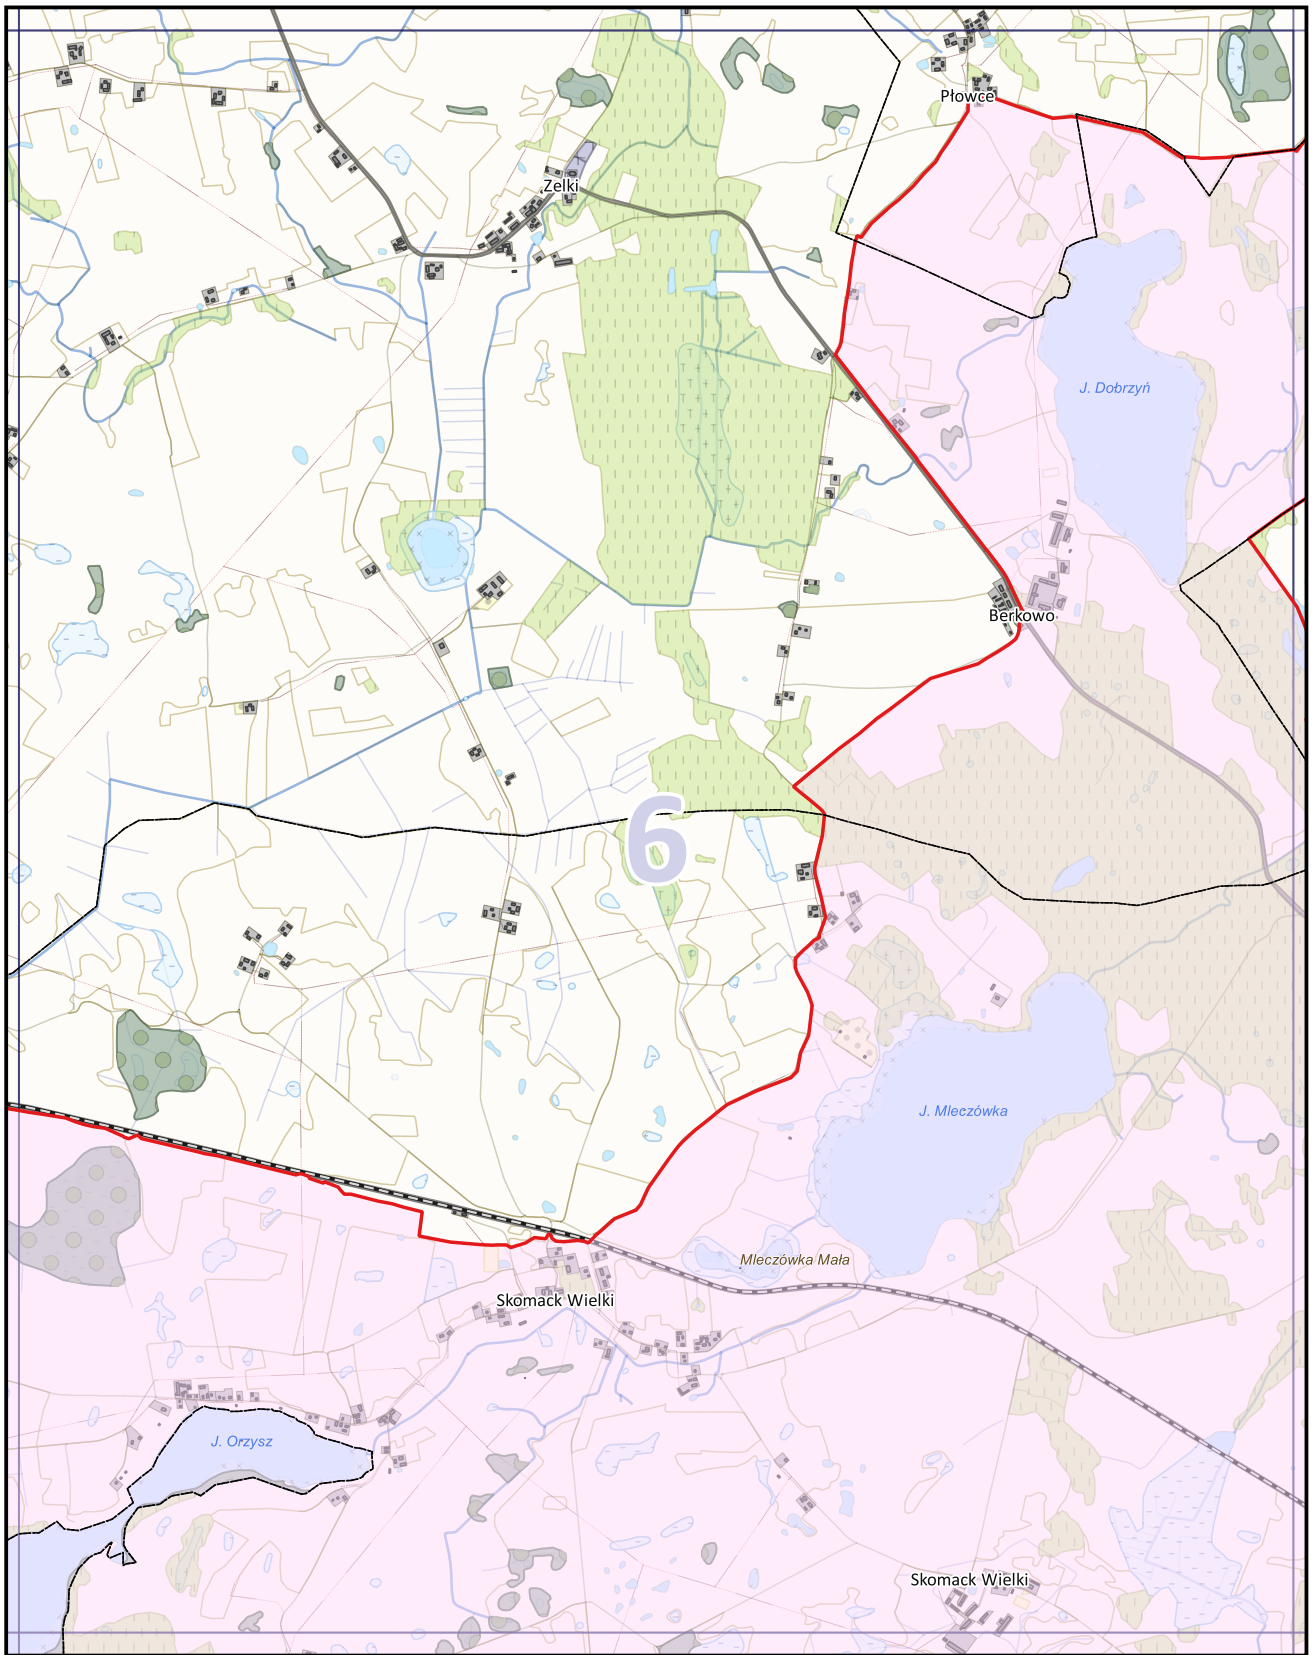 Płowce
Zelki
J. Dobrzyń
Berkowo
6
J. Mleczówka
Mleczówka Mała
Skomack Wielki
J. Orzysz
Skomack Wielki